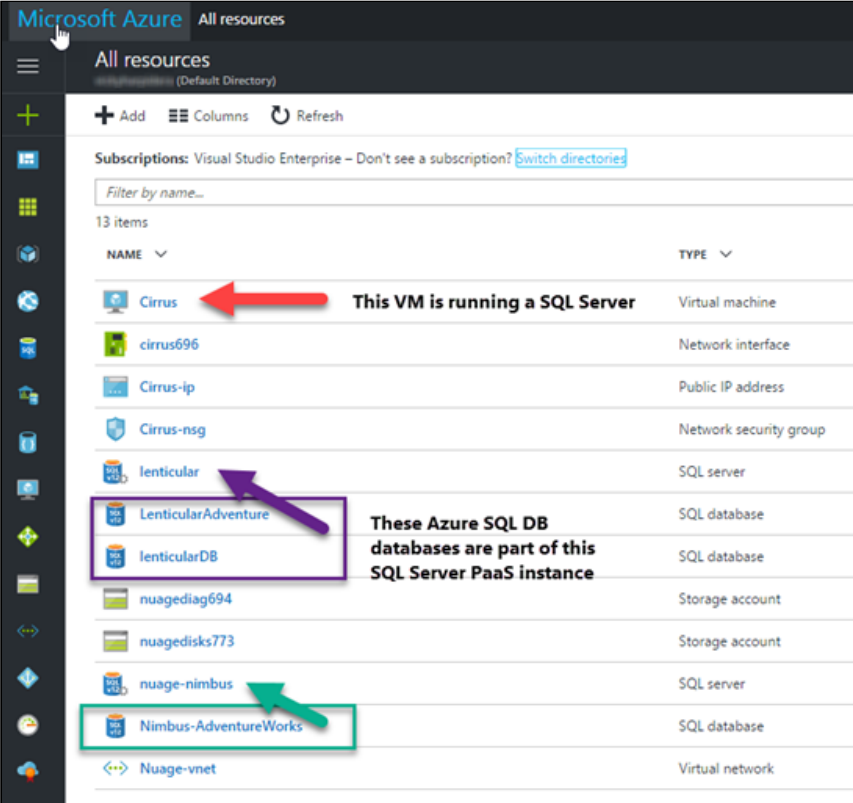 Microsoft Azure All resources
All resources
(Default Directory)
Add Columns Refresh
Subscriptions: Visual Studio Enterprise – Don't see a subscription? Switch directories
Filter by name...
13 items
NAME TYPE
Cirrus This VM is running a SQL Server Virtual machine
cirrus696 Network interface
Cirrus-ip Public IP address
Cirrus-nsg Network security group
lenticular SQL server
LenticularAdventure SQL database
These Azure SQL DB
databases are part of this
SQL Server PaaS instance
lenticularDB SQL database
nuagediag694 Storage account
nuagedisks773 Storage account
nuage-nimbus SQL server
Nimbus-AdventureWorks SQL database
Nuage-vnet Virtual network